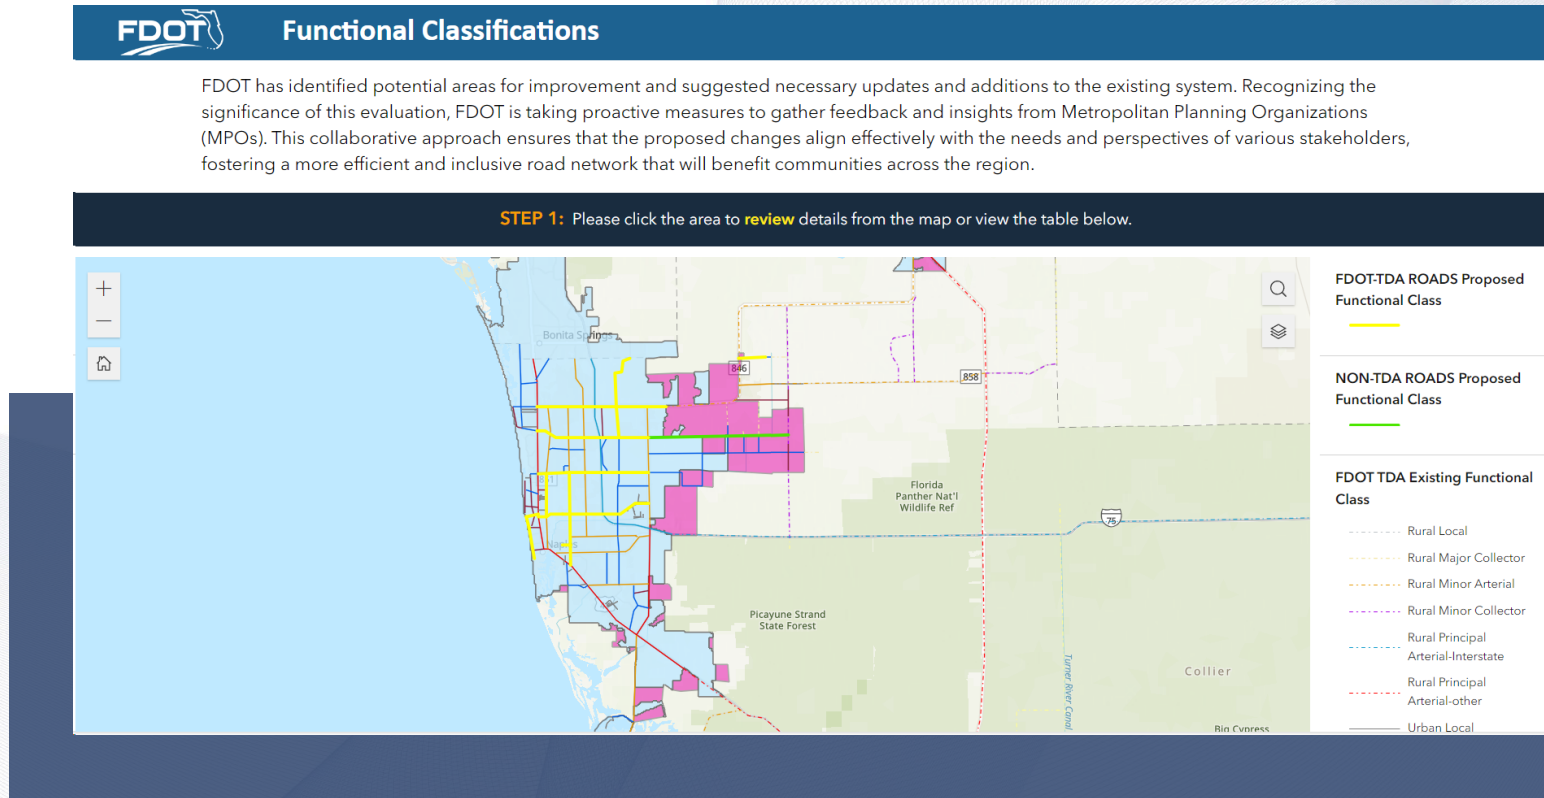 FDOT
Functional Classifications
FDOT has identified potential areas for improvement and suggested necessary updates and additions to the existing system. Recognizing the
significance of this evaluation, FDOT is taking proactive measures to gather feedback and insights from Metropolitan Planning Organizations
(MPOs). This collaborative approach ensures that the proposed changes align effectively with the needs and perspectives of various stakeholders,
fostering a more efficient and inclusive road network that will benefit communities across the region.
STEP 1: Please click the area to review details from the map or view the table below.
Bonita Springs
846
858
Florida
Panther Nat'l
Wildlife Ref
75
Naples
Picayune Strand
State Forest
Turner River Canal
Collier
Big Cypress
FDOT-TDA ROADS Proposed
Functional Class
NON-TDA ROADS Proposed
Functional Class
FDOT TDA Existing Functional
Class
Rural Local
Rural Major Collector
Rural Minor Arterial
Rural Minor Collector
Rural Principal
Arterial-Interstate
Rural Principal
Arterial-other
Urban Local